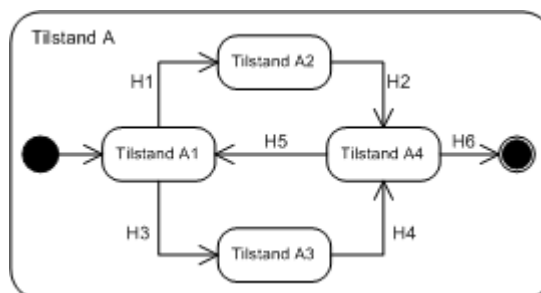 Tilstand A
Tilstand A2
H1
H2
Tilstand A1
H5
Tilstand A4
H6
H3
Tilstand A3
H4